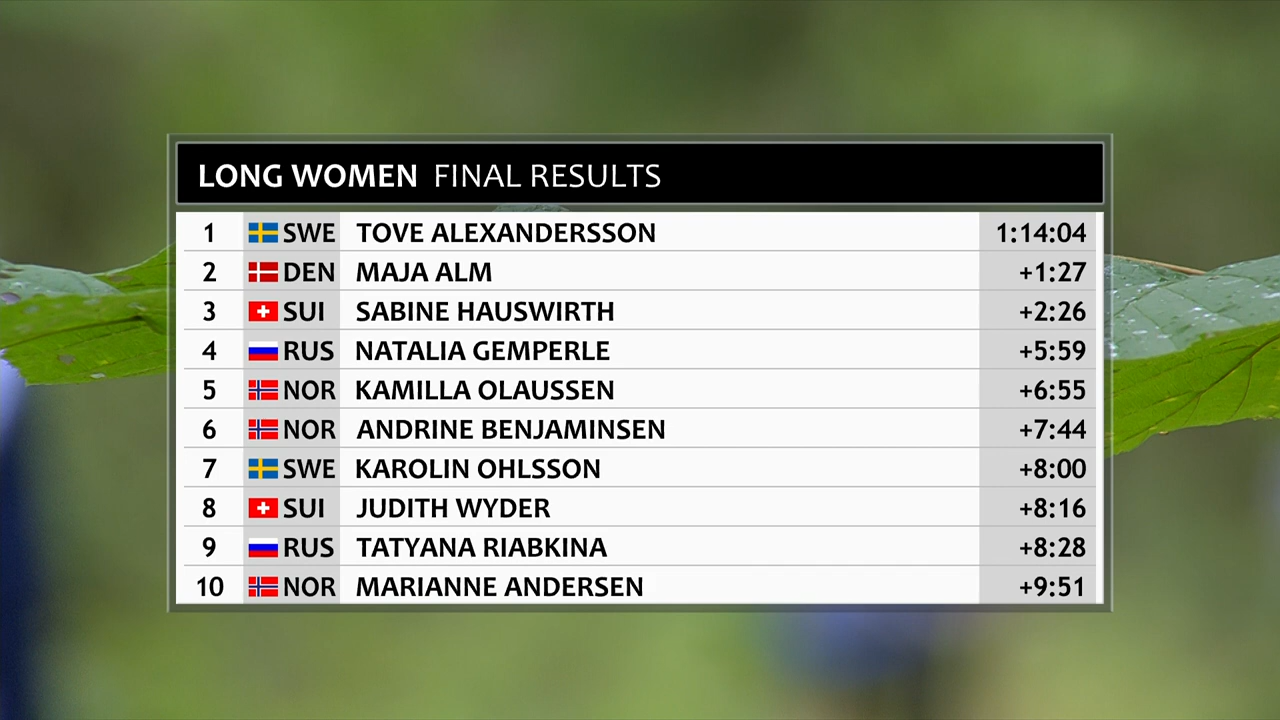 LONG WOMEN FINAL RESULTS
1 SWE TOVE ALEXANDERSSON 1:14:04
2 DEN MAJA ALM +1:27
3 SUI SABINE HAUSWIRTH +2:26
4 RUS NATALIA GEMPERLE +5:59
5 NOR KAMILLA OLAUSSEN +6:55
6 NOR ANDRINE BENJAMINSEN +7:44
7 SWE KAROLIN OHLSSON +8:00
8 SUI JUDITH WYDER +8:16
9 RUS TATYANA RIABKINA +8:28
10 NOR MARIANNE ANDERSEN +9:51